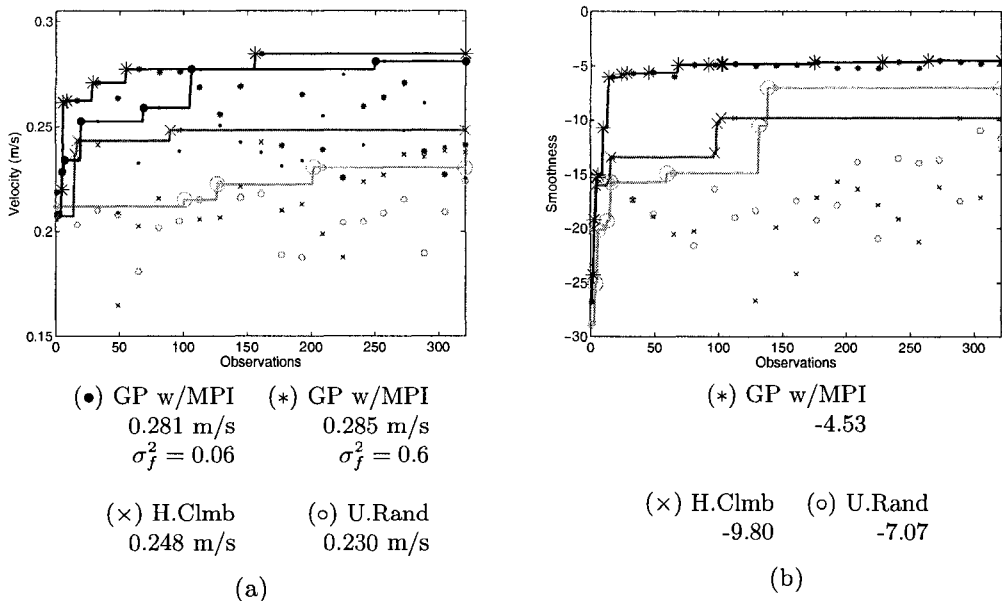 0.3
0.25
0.2
0.15
Velocity (m/s)
0 50 100 150 200 250 300
Observations
(•) GP w/MPI (*) GP w/MPI
0.281 m/s 0.285 m/s
σ_f^2 = 0.06 σ_f^2 = 0.6
(×) H.Clmb (○) U.Rand
0.248 m/s 0.230 m/s
(a)
0
−5
−10
−15
−20
−25
−30
Smoothness
0 50 100 150 200 250 300
Observations
(*) GP w/MPI
-4.53
(×) H.Clmb (○) U.Rand
-9.80 -7.07
(b)